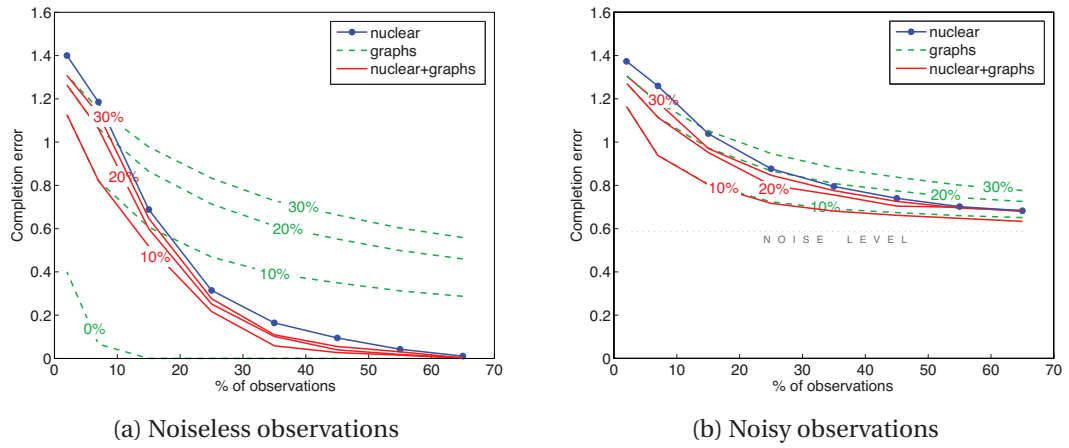 1.6
1.4
1.2
1
0.8
0.6
0.4
0.2
0
0 10 20 30 40 50 60 70
Completion error
% of observations
nuclear
graphs
nuclear+graphs
30%
20%
10%
30%
20%
10%
0%
(a) Noiseless observations
1.6
1.4
1.2
1
0.8
0.6
0.4
0.2
0
0 10 20 30 40 50 60 70
Completion error
% of observations
nuclear
graphs
nuclear+graphs
30%
10%
20%
10%
20%
30%
NOISE LEVEL
(b) Noisy observations